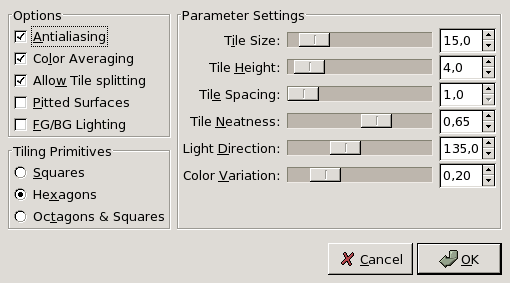 Options
Antialiasing
Color Averaging
Allow Tile splitting
Pitted Surfaces
FG/BG Lighting
Tiling Primitives
Squares
Hexagons
Octagons & Squares
Parameter Settings
Tile Size: 15,0
Tile Height: 4,0
Tile Spacing: 1,0
Tile Neatness: 0,65
Light Direction: 135,0
Color Variation: 0,20
Cancel OK